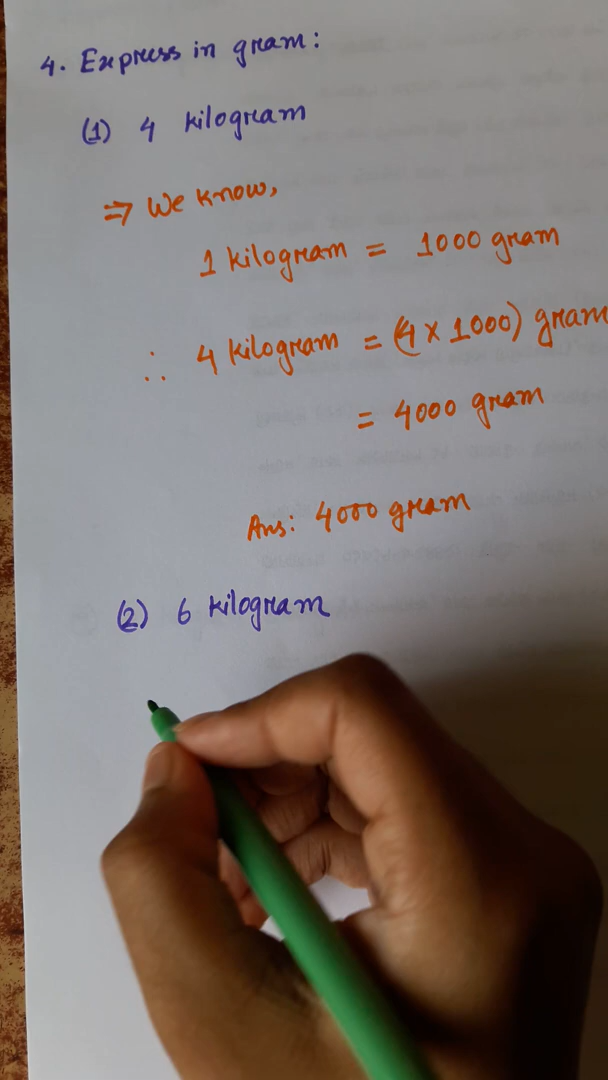 4. Express in gram:
(1) 4 kilogram
⇒ We know,
1 kilogram = 1000 gram
∴ 4 kilogram = (4 × 1000) gram
= 4000 gram
Ans: 4000 gram
(2) 6 kilogram